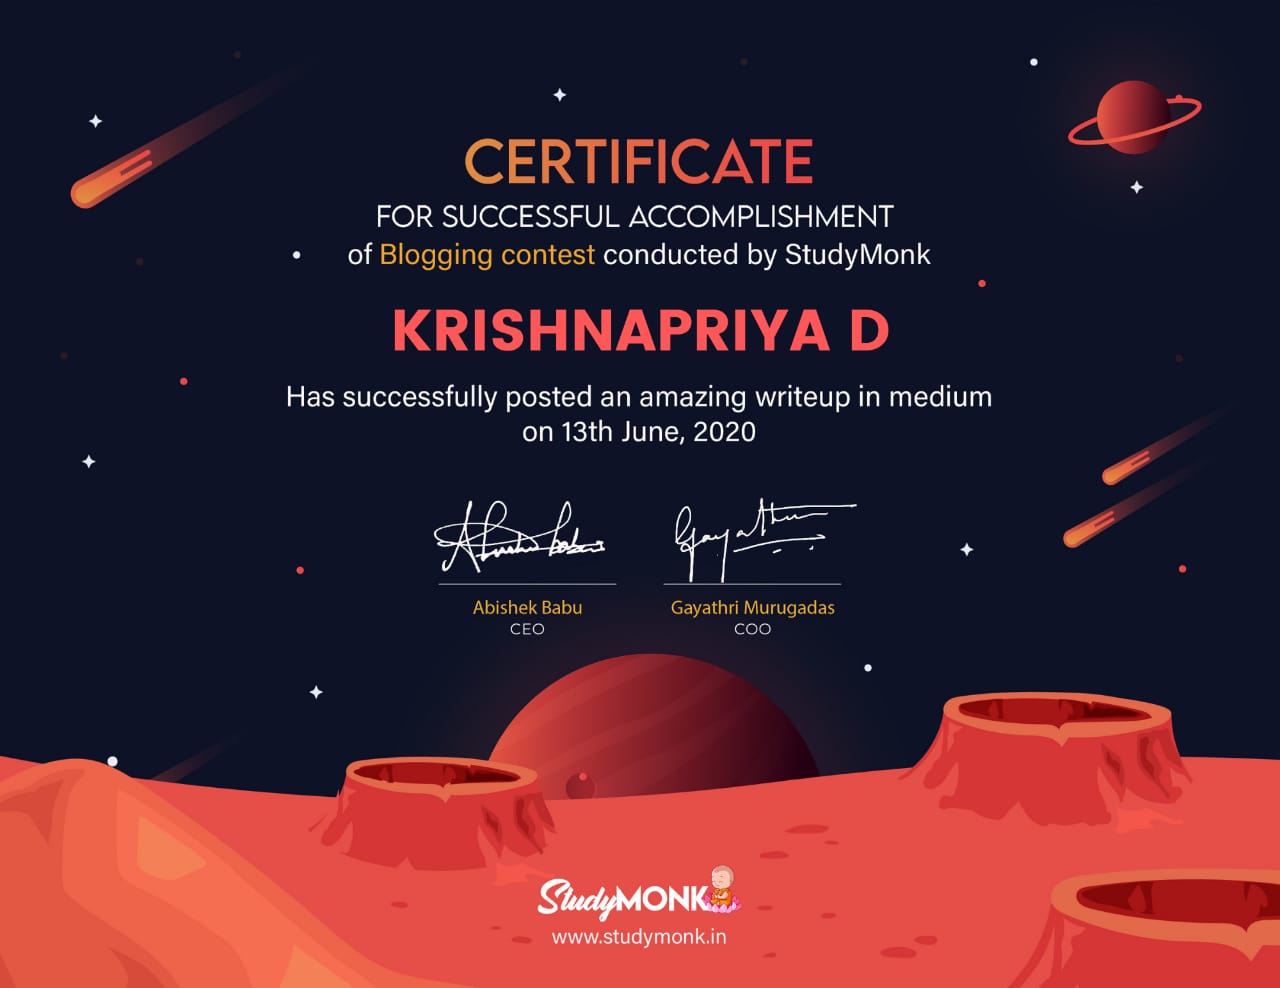 CERTIFICATE
FOR SUCCESSFUL ACCOMPLISHMENT
of Blogging contest conducted by StudyMonk
KRISHNAPRIYA D
Has successfully posted an amazing writeup in medium
on 13th June, 2020
Abishek Babu
CEO
Gayathri Murugadas
COO
StudyMONK
www.studymonk.in